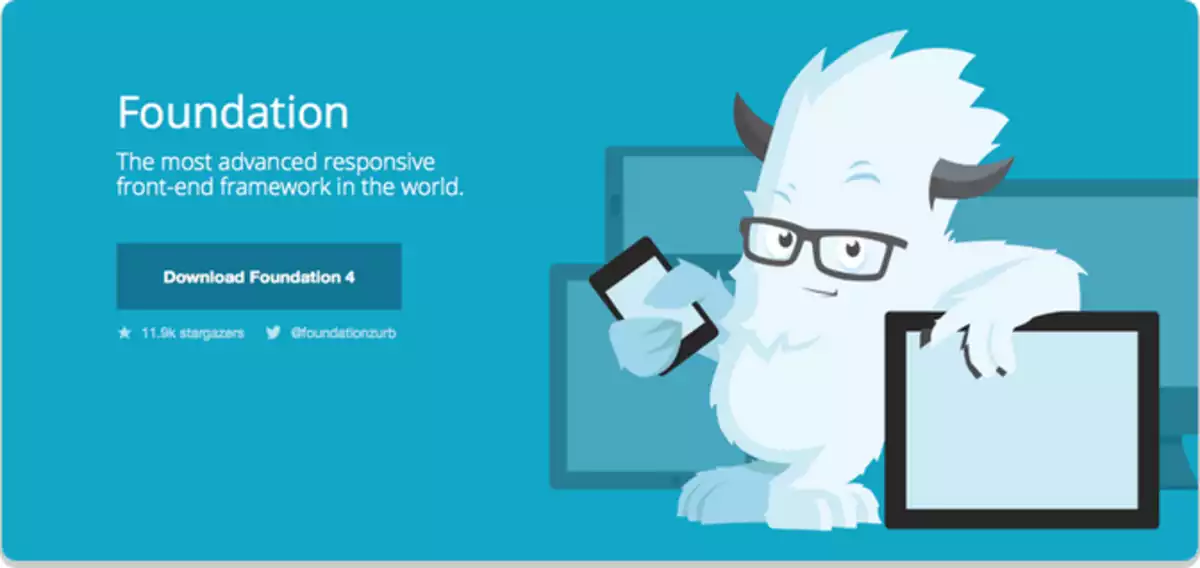 Foundation
The most advanced responsive
front-end framework in the world.
Download Foundation 4
11.9k stargazers @foundationzurb